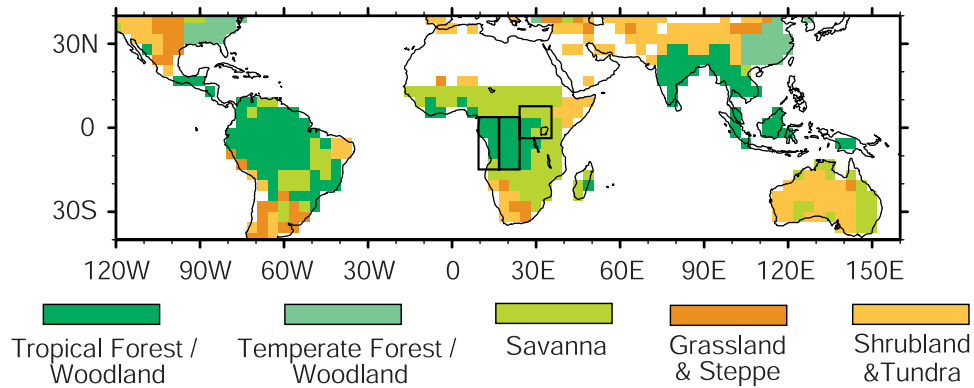 30N
0
30S
120W 90W 60W 30W 0 30E 60E 90E 120E 150E
Tropical Forest /
Woodland
Temperate Forest /
Woodland
Savanna
Grassland
& Steppe
Shrubland
&Tundra